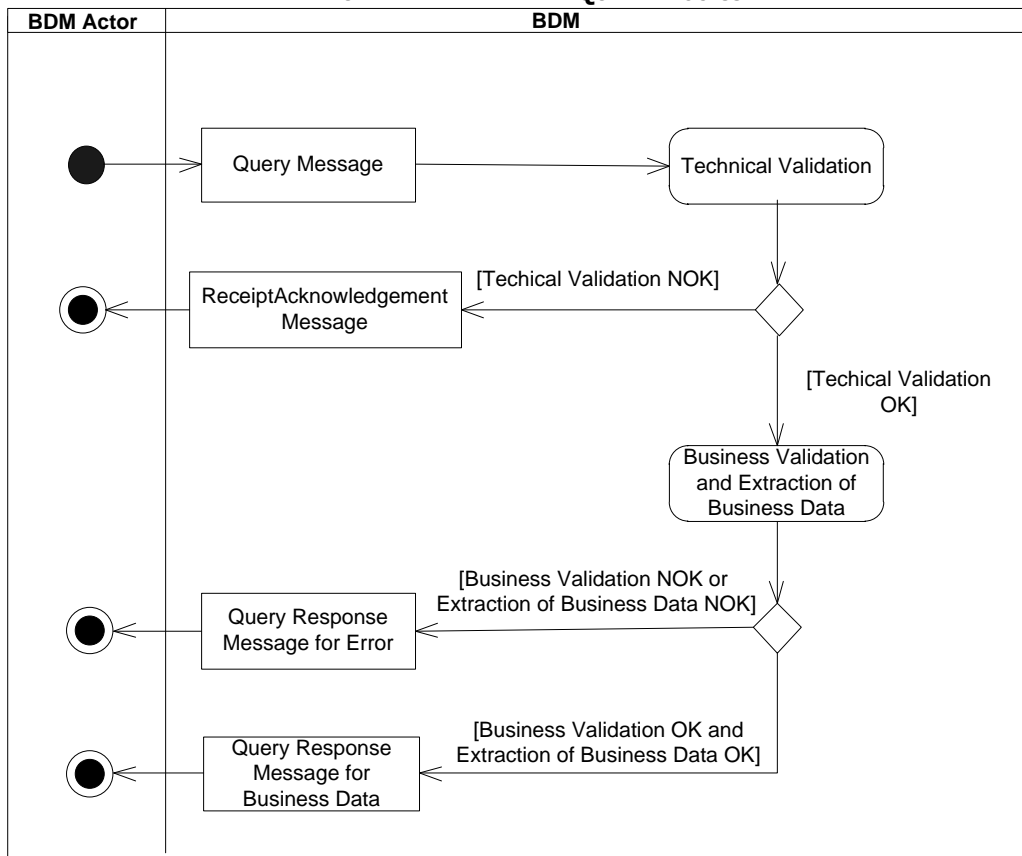 BDM Actor
BDM
Query Message
Technical Validation
[Techical Validation NOK]
ReceiptAcknowledgement
Message
[Techical Validation
OK]
Business Validation
and Extraction of
Business Data
[Business Validation NOK or
Extraction of Business Data NOK]
Query Response
Message for Error
[Business Validation OK and
Extraction of Business Data OK]
Query Response
Message for
Business Data